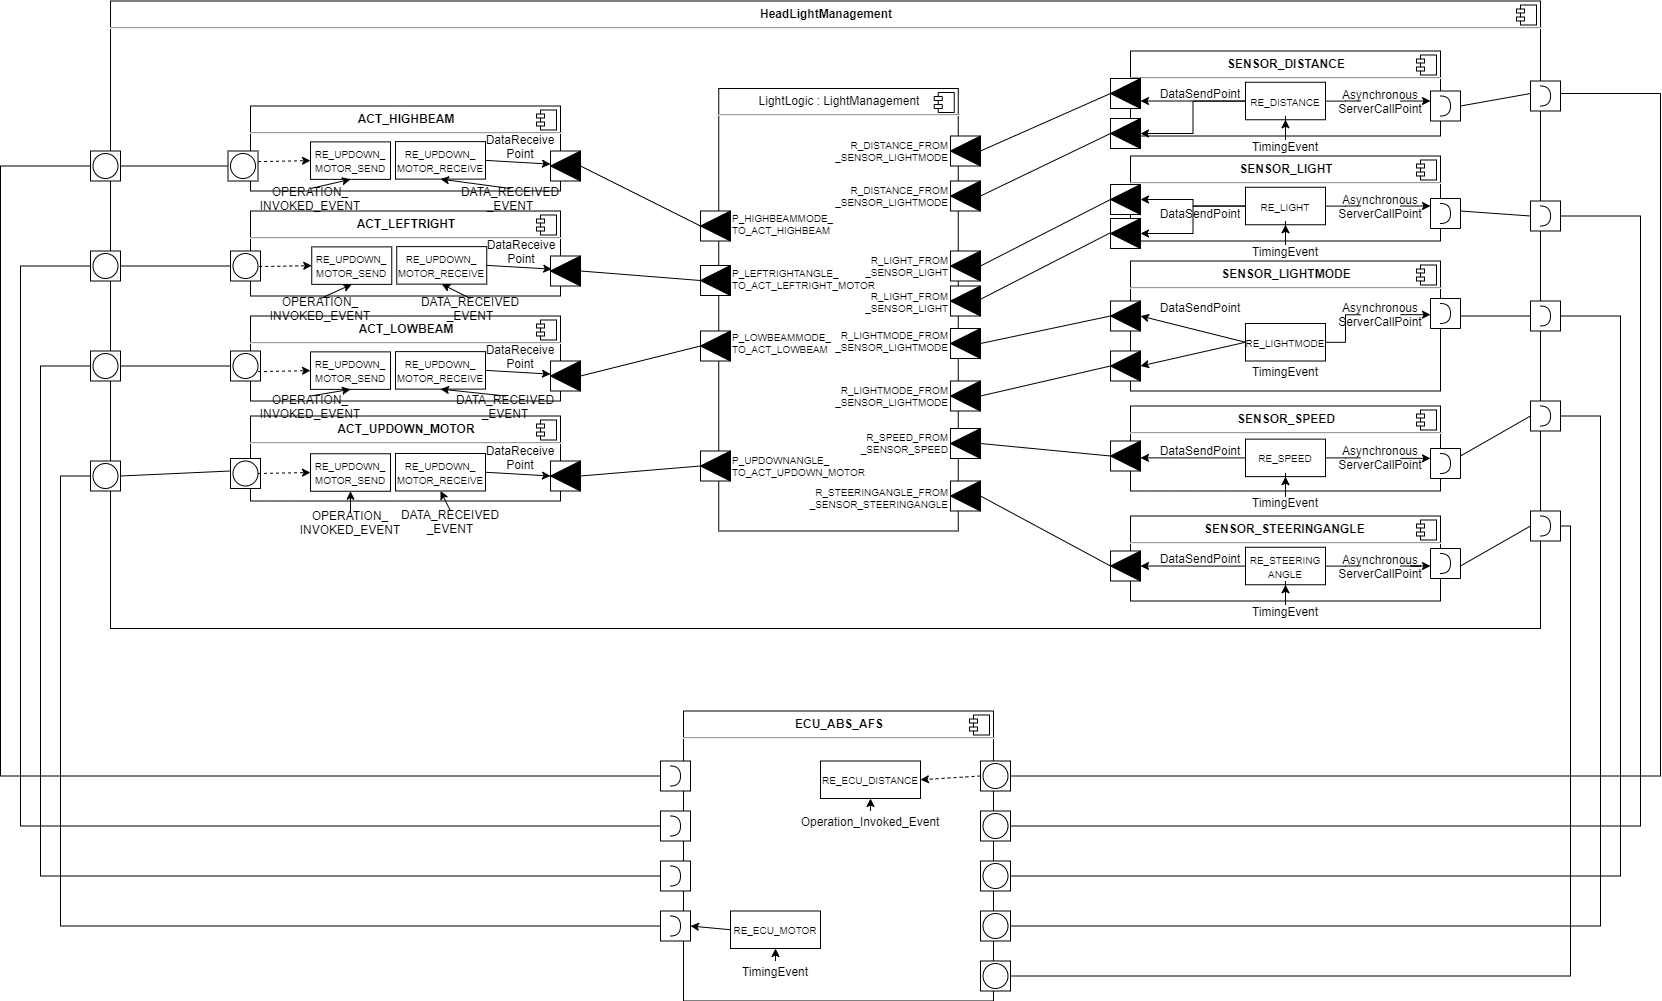 HeadLightManagement
ACT_HIGHBEAM
RE_UPDOWN_
MOTOR_SEND
RE_UPDOWN_
MOTOR_RECEIVE
DataReceive
Point
OPERATION_
INVOKED_EVENT
DATA_RECEIVED
_EVENT
ACT_LEFTRIGHT
RE_UPDOWN_
MOTOR_SEND
RE_UPDOWN_
MOTOR_RECEIVE
DataReceive
Point
OPERATION_
INVOKED_EVENT
DATA_RECEIVED
_EVENT
ACT_LOWBEAM
RE_UPDOWN_
MOTOR_SEND
RE_UPDOWN_
MOTOR_RECEIVE
DataReceive
Point
OPERATION_
INVOKED_EVENT
DATA_RECEIVED
_EVENT
ACT_UPDOWN_MOTOR
RE_UPDOWN_
MOTOR_SEND
RE_UPDOWN_
MOTOR_RECEIVE
DataReceive
Point
OPERATION_
INVOKED_EVENT
DATA_RECEIVED
_EVENT
LightLogic : LightManagement
P_HIGHBEAMMODE_
TO_ACT_HIGHBEAM
P_LEFTRIGHTANGLE_
TO_ACT_LEFTRIGHT_MOTOR
P_LOWBEAMMODE_
TO_ACT_LOWBEAM
P_UPDOWNANGLE_
TO_ACT_UPDOWN_MOTOR
R_DISTANCE_FROM
_SENSOR_LIGHTMODE
R_DISTANCE_FROM
_SENSOR_LIGHTMODE
R_LIGHT_FROM
_SENSOR_LIGHT
R_LIGHT_FROM
_SENSOR_LIGHT
R_LIGHTMODE_FROM
_SENSOR_LIGHTMODE
R_LIGHTMODE_FROM
_SENSOR_LIGHTMODE
R_SPEED_FROM
_SENSOR_SPEED
R_STEERINGANGLE_FROM
_SENSOR_STEERINGANGLE
SENSOR_DISTANCE
DataSendPoint
RE_DISTANCE
Asynchronous
ServerCallPoint
TimingEvent
SENSOR_LIGHT
DataSendPoint
RE_LIGHT
Asynchronous
ServerCallPoint
TimingEvent
SENSOR_LIGHTMODE
DataSendPoint
RE_LIGHTMODE
Asynchronous
ServerCallPoint
TimingEvent
SENSOR_SPEED
DataSendPoint
RE_SPEED
Asynchronous
ServerCallPoint
TimingEvent
SENSOR_STEERINGANGLE
DataSendPoint
RE_STEERING
ANGLE
Asynchronous
ServerCallPoint
TimingEvent
ECU_ABS_AFS
RE_ECU_DISTANCE
Operation_Invoked_Event
RE_ECU_MOTOR
TimingEvent